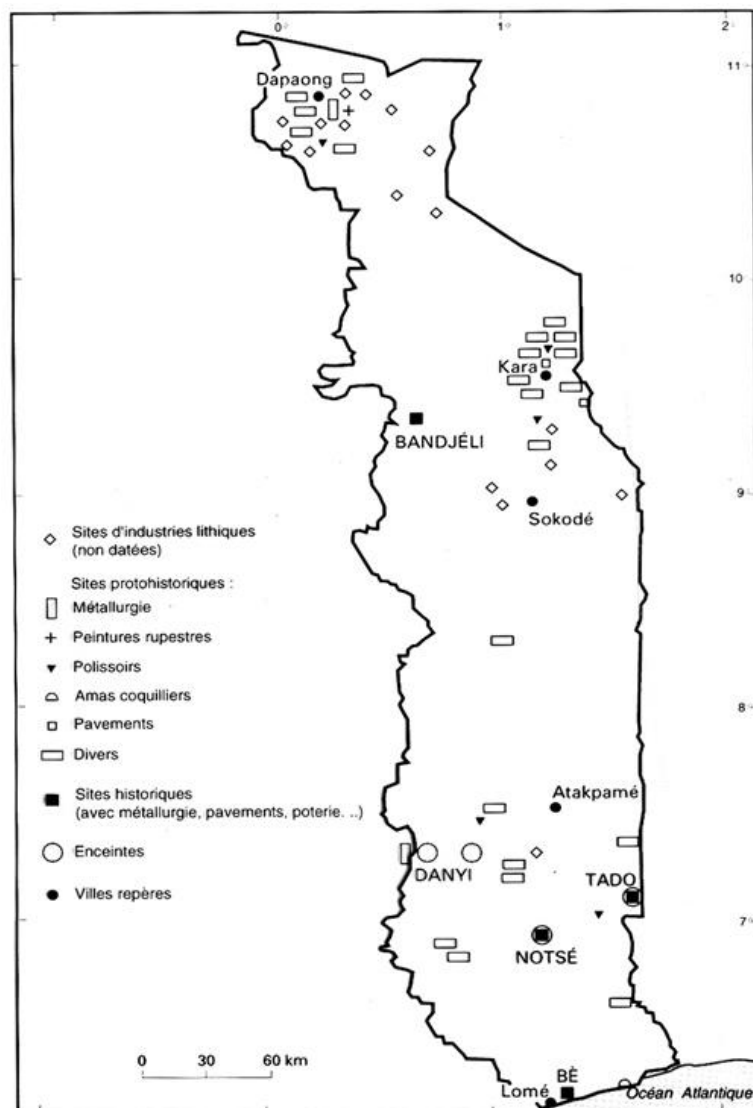 0°
1°
2°
11°
Dapaong
10°
Kara
BANDJÉLI
9°
Sokodé
Sites d'industries lithiques
(non datées)
Sites protohistoriques :
Métallurgie
Peintures rupestres
Polissoirs
Amas coquilliers
Pavements
Divers
Sites historiques
(avec métallurgie, pavements, poterie. ..)
Enceintes
Villes repères
8°
Atakpamé
DANYI
TADO
7°
NOTSÉ
0 30 60 km
BÈ
Lomé
Océan Atlantique